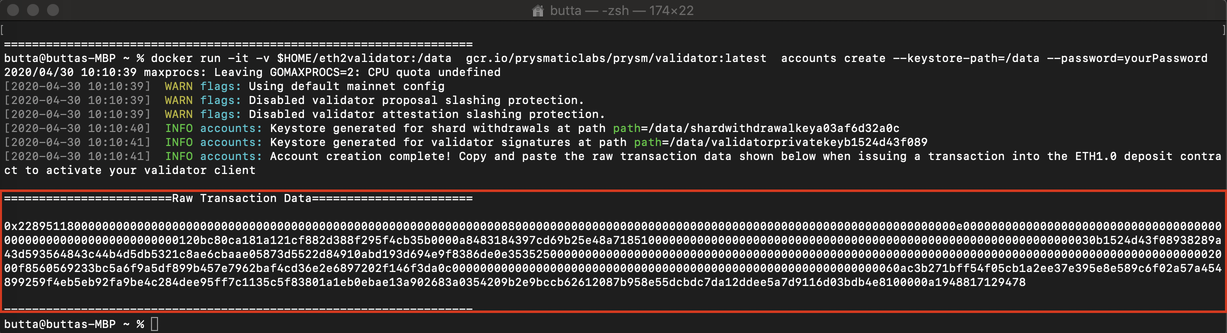 butta — -zsh — 174×22
[
===================================================================
butta@buttas-MBP ~ % docker run -it -v $HOME/eth2validator:/data  gcr.io/prysmaticlabs/prysm/validator:latest  accounts create --keystore-path=/data --password=yourPassword
2020/04/30 10:10:39 maxprocs: Leaving GOMAXPROCS=2: CPU quota undefined
[2020-04-30 10:10:39]  WARN flags: Using default mainnet config
[2020-04-30 10:10:39]  WARN flags: Disabled validator proposal slashing protection.
[2020-04-30 10:10:39]  WARN flags: Disabled validator attestation slashing protection.
[2020-04-30 10:10:40]  INFO accounts: Keystore generated for shard withdrawals at path path=/data/shardwithdrawalkeya03af6d32a0c
[2020-04-30 10:10:41]  INFO accounts: Keystore generated for validator signatures at path path=/data/validatorprivatekeyb1524d43f089
[2020-04-30 10:10:41]  INFO accounts: Account creation complete! Copy and paste the raw transaction data shown below when issuing a transaction into the ETH1.0 deposit contra
ct to activate your validator client
========================Raw Transaction Data=======================
0x22895118000000000000000000000000000000000000000000000000000000000000008000000000000000000000000000000000000000000000000000000000000000e0000000000000000000000000000000000000
0000000000000000000000000120bc80ca181a121cf882d388f295f4cb35b0000a8483184397cd69b25e48a718510000000000000000000000000000000000000000000000000000000000000030b1524d43f08938289a
43d593564843c44b4d5db5321c8ae6cbaae05873d5522d84910abd193d694e9f8386de0e353525000000000000000000000000000000000000000000000000000000000000000000000000000000000000000000000020
00f8560569233bc5a6f9a5df899b457e7962baf4cd36e2e6897202f146f3da0c0000000000000000000000000000000000000000000000000000000000000060ac3b271bff54f05cb1a2ee37e395e8e589c6f02a57a454
899259f4eb5eb92fa9be4c284dee95ff7c1135c5f83801a1eb0ebae13a902683a0354209b2e9bccb62612087b958e55dcbdc7da12ddee5a7d9116d03bdb4e8100000a1948817129478
===================================================================
butta@buttas-MBP ~ %